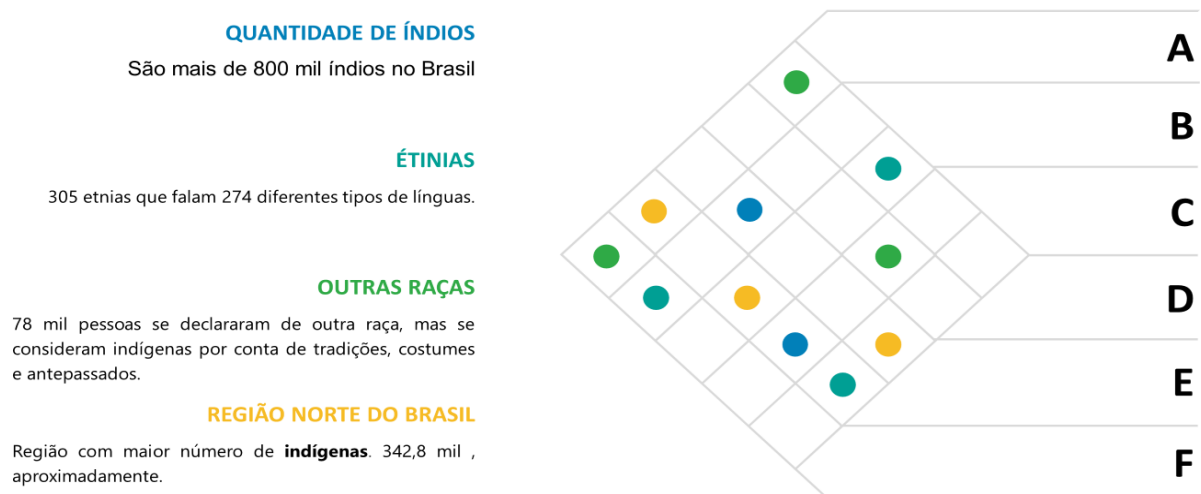 QUANTIDADE DE ÍNDIOS
São mais de 800 mil índios no Brasil
ÉTINIAS
305 etnias que falam 274 diferentes tipos de línguas.
OUTRAS RAÇAS
78 mil pessoas se declararam de outra raça, mas se
consideram indígenas por conta de tradições, costumes
e antepassados.
REGIÃO NORTE DO BRASIL
Região com maior número de indígenas. 342,8 mil ,
aproximadamente.
A
B
C
D
E
F